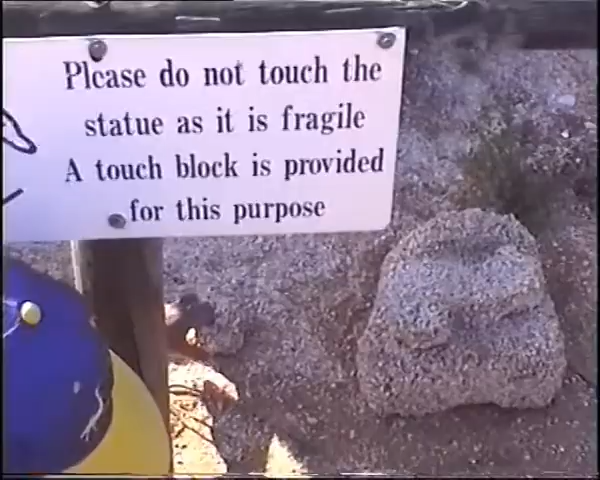 Please do not touch the
statue as it is fragile
A touch block is provided
for this purpose